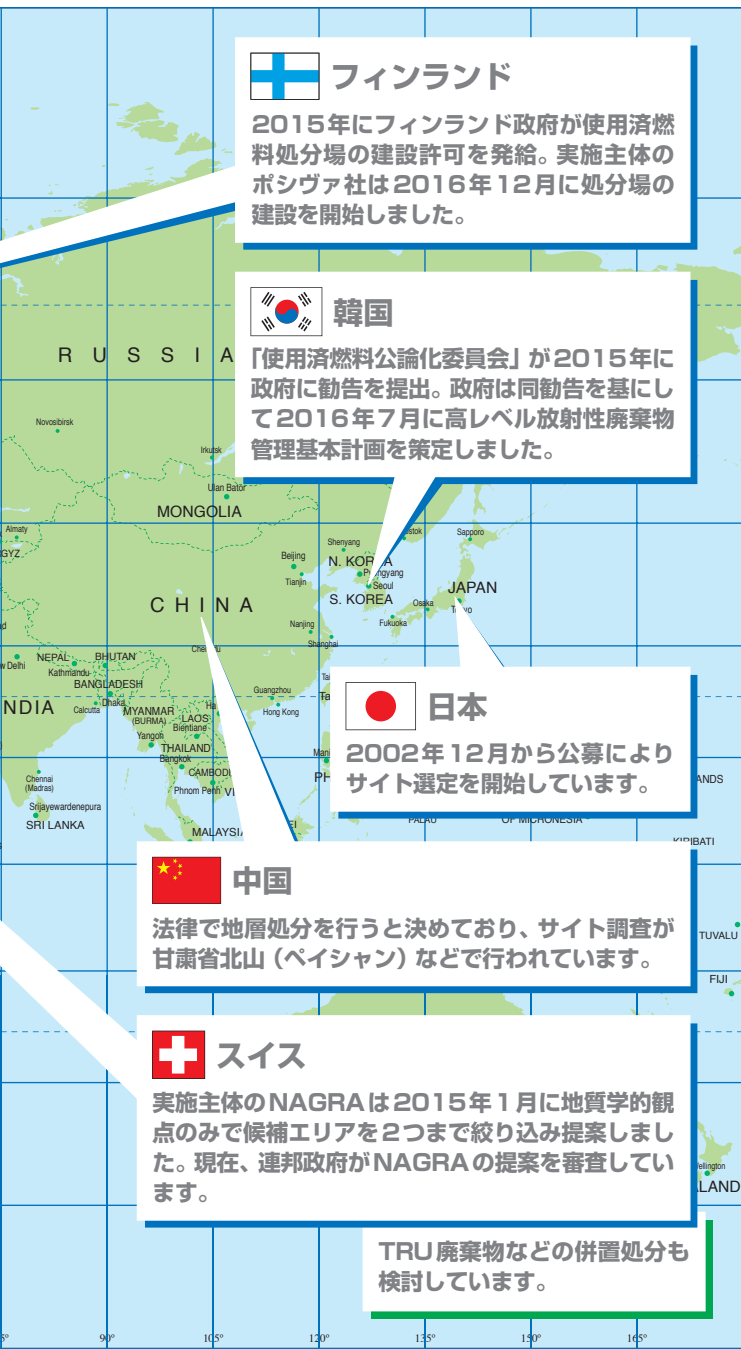 フィンランド
2015年にフィンランド政府が使用済燃
料処分場の建設許可を発給。実施主体の
ポシヴァ社は2016年12月に処分場の
建設を開始しました。
韓国
「使用済燃料公論化委員会」が2015年に
政府に勧告を提出。政府は同勧告を基にし
て2016年7月に高レベル放射性廃棄物
管理基本計画を策定しました。
RUSSIA
Novosibirsk
Irkutsk
Ulan Bator
MONGOLIA
Almaty
Shenyang
Sapporo
Beijing
N. KOREA
Pyongyang
Tianjin
Seoul
S. KOREA
JAPAN
CHINA
Osaka
Tokyo
Nanjing
Fukuoka
Shanghai
NEPAL
BHUTAN
Kathmandu
BANGLADESH
Dhaka
Calcutta
MYANMAR
(BURMA)
LAOS
Bientiane
Guangzhou
Hong Kong
Yangon
THAILAND
Bangkok
Phnom Penh
Chennai
(Madras)
Srijayewardenepura
SRI LANKA
日本
2002年12月から公募により
サイト選定を開始しています。
PALAU
OF MICRONESIA
KIRIBATI
中国
法律で地層処分を行うと決めており、サイト調査が
甘粛省北山(ペイシャン)などで行われています。
TUVALU
FIJI
スイス
実施主体のNAGRAは2015年1月に地質学的観
点のみで候補エリアを2つまで絞り込み提案しまし
た。現在、連邦政府がNAGRAの提案を審査してい
ます。
TRU廃棄物などの併置処分も
検討しています。
90° 105° 120° 135° 150° 165°